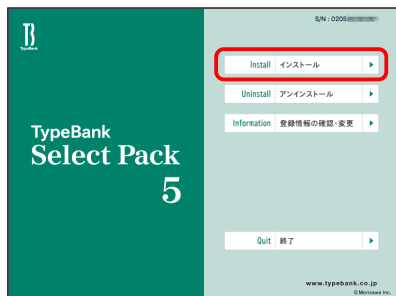 S/N : 0205
TypeBank
Install インストール
Uninstall アンインストール
Information 登録情報の確認・変更
TypeBank
Select Pack
5
Quit 終了
www.typebank.co.jp
©Morisawa Inc.